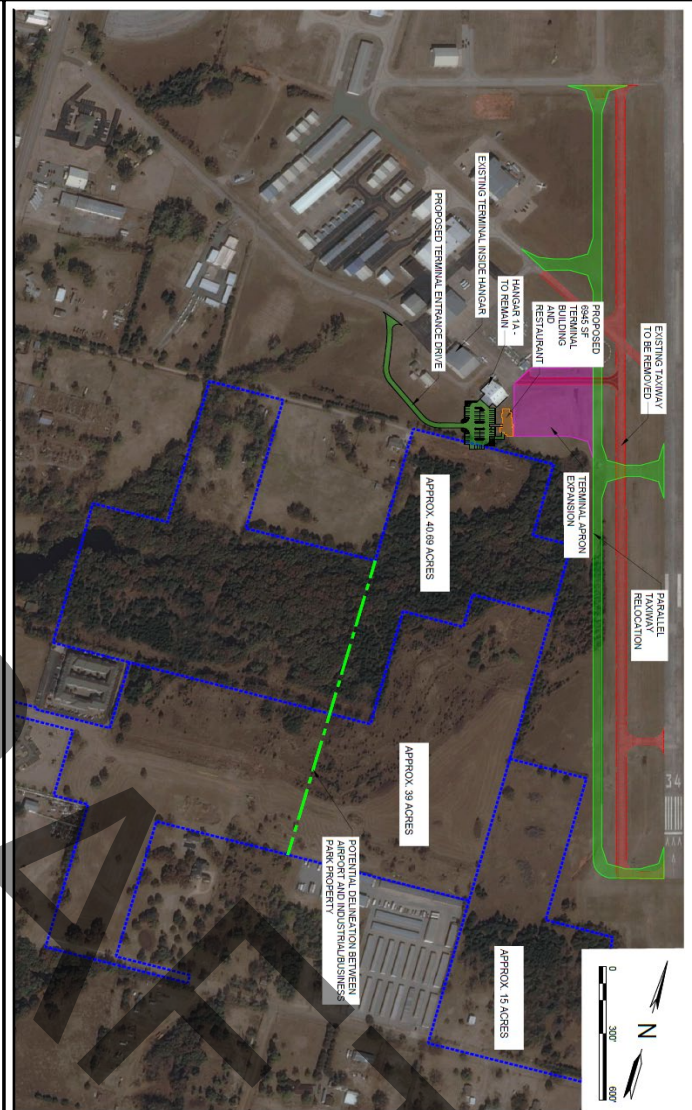 EXISTING TAXIWAY
TO BE REMOVED
PROPOSED
6945 SF
TERMINAL
BUILDING
AND
RESTAURANT
HANGAR 1A -
TO REMAIN
EXISTING TERMINAL INSIDE HANGAR
PROPOSED TERMINAL ENTRANCE DRIVE
TERMINAL APRON
EXPANSION
PARALLEL
TAXIWAY
RELOCATION
APPROX. 40.69 ACRES
APPROX. 39 ACRES
POTENTIAL DELINEATION BETWEEN
AIRPORT AND INDUSTRIAL/BUSINESS
PARK PROPERTY
APPROX. 15 ACRES
34
N
0 300' 600'